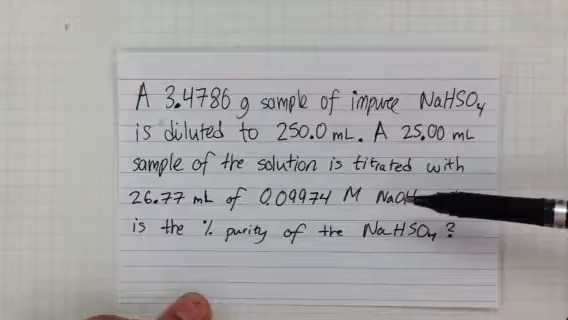 A 3.4786 g sample of impure NaHSO₄
is diluted to 250.0 mL. A 25.00 mL
sample of the solution is titrated with
26.77 mL of 0.09974 M NaOH
is the % purity of the NaHSO₄?